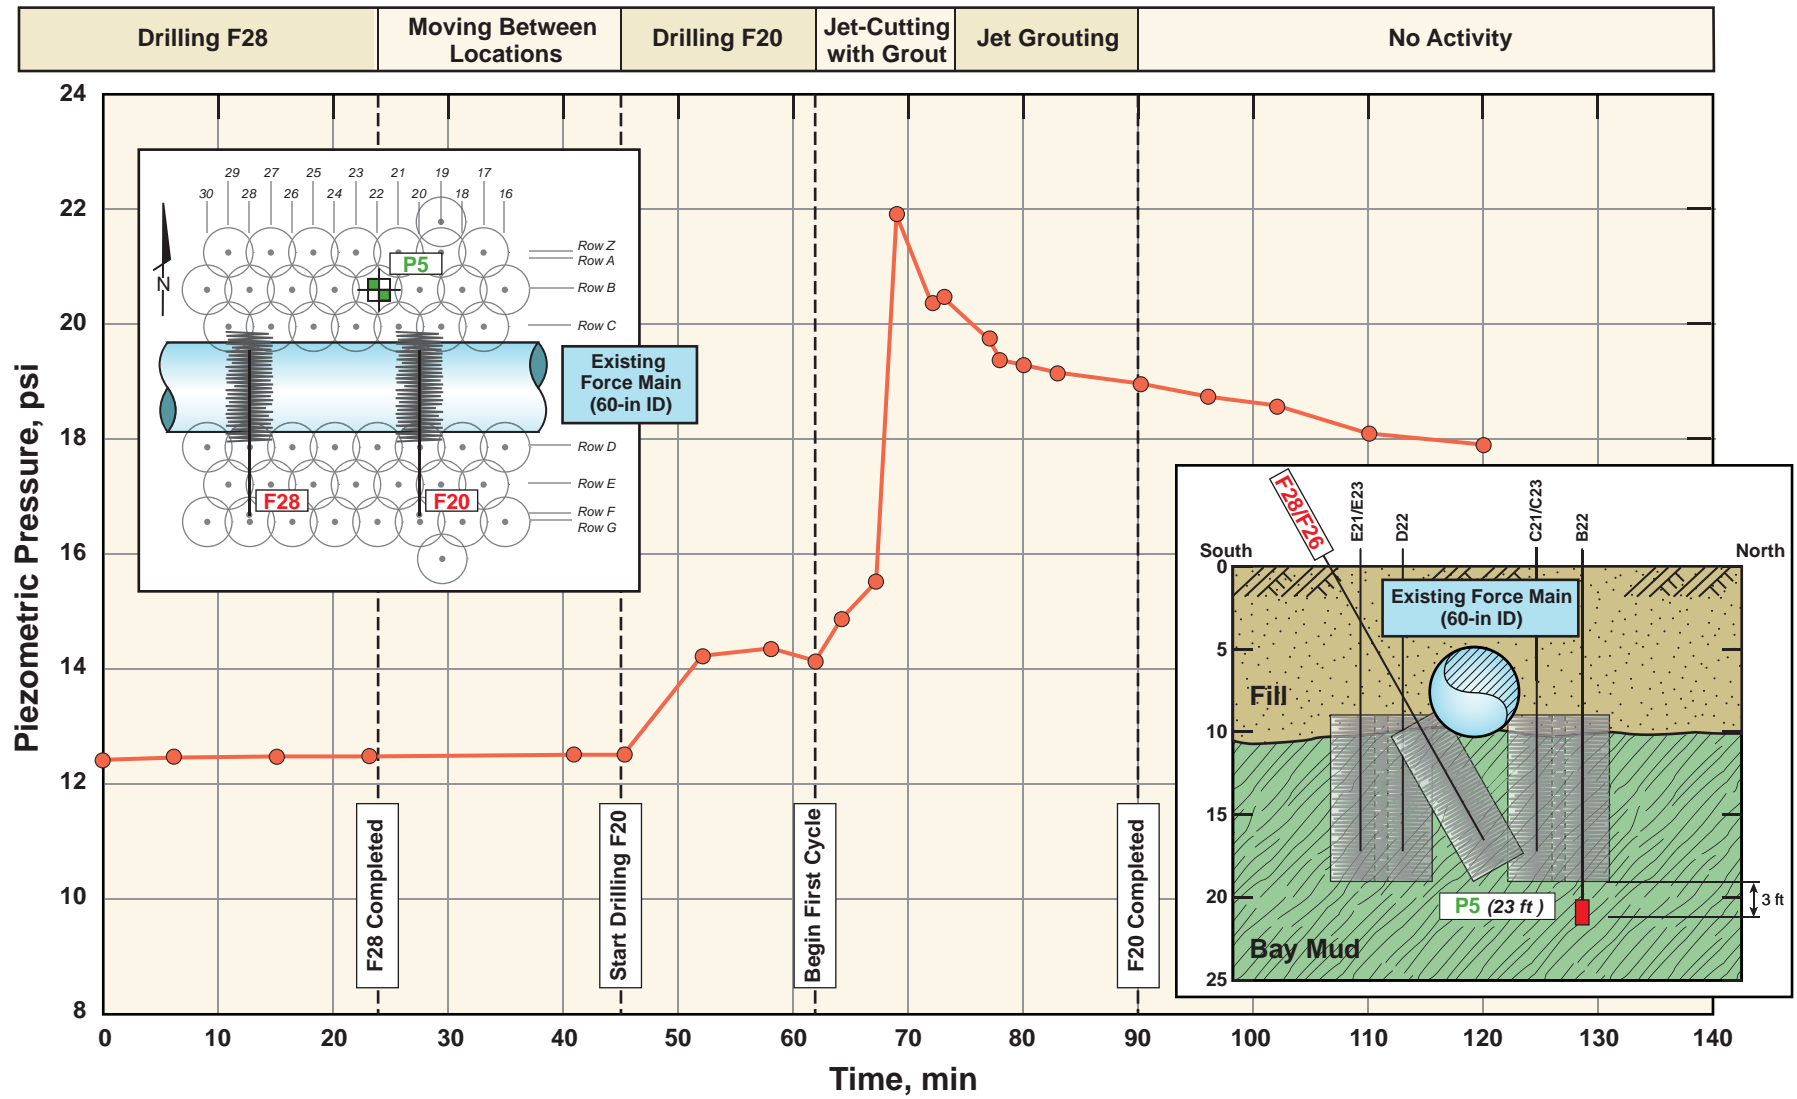 Drilling F28
Moving Between
Locations
Drilling F20
Jet-Cutting
with Grout
Jet Grouting
No Activity
Piezometric Pressure, psi
24
22
20
18
16
14
12
10
8
29 27 25 23 21 19 17
30 28 26 24 22 20 18 16
Row Z
Row A
P5
N
Row B
Row C
Existing
Force Main
(60-in ID)
Row D
Row E
F28
F20
Row F
Row G
F28 Completed
Start Drilling F20
Begin First Cycle
F20 Completed
F28/F26
E21/E23
D22
C21/C23
B22
South
North
0
5
10
15
20
25
Existing Force Main
(60-in ID)
Fill
P5 (23 ft )
3 ft
Bay Mud
0 10 20 30 40 50 60 70 80 90 100 110 120 130 140
Time, min